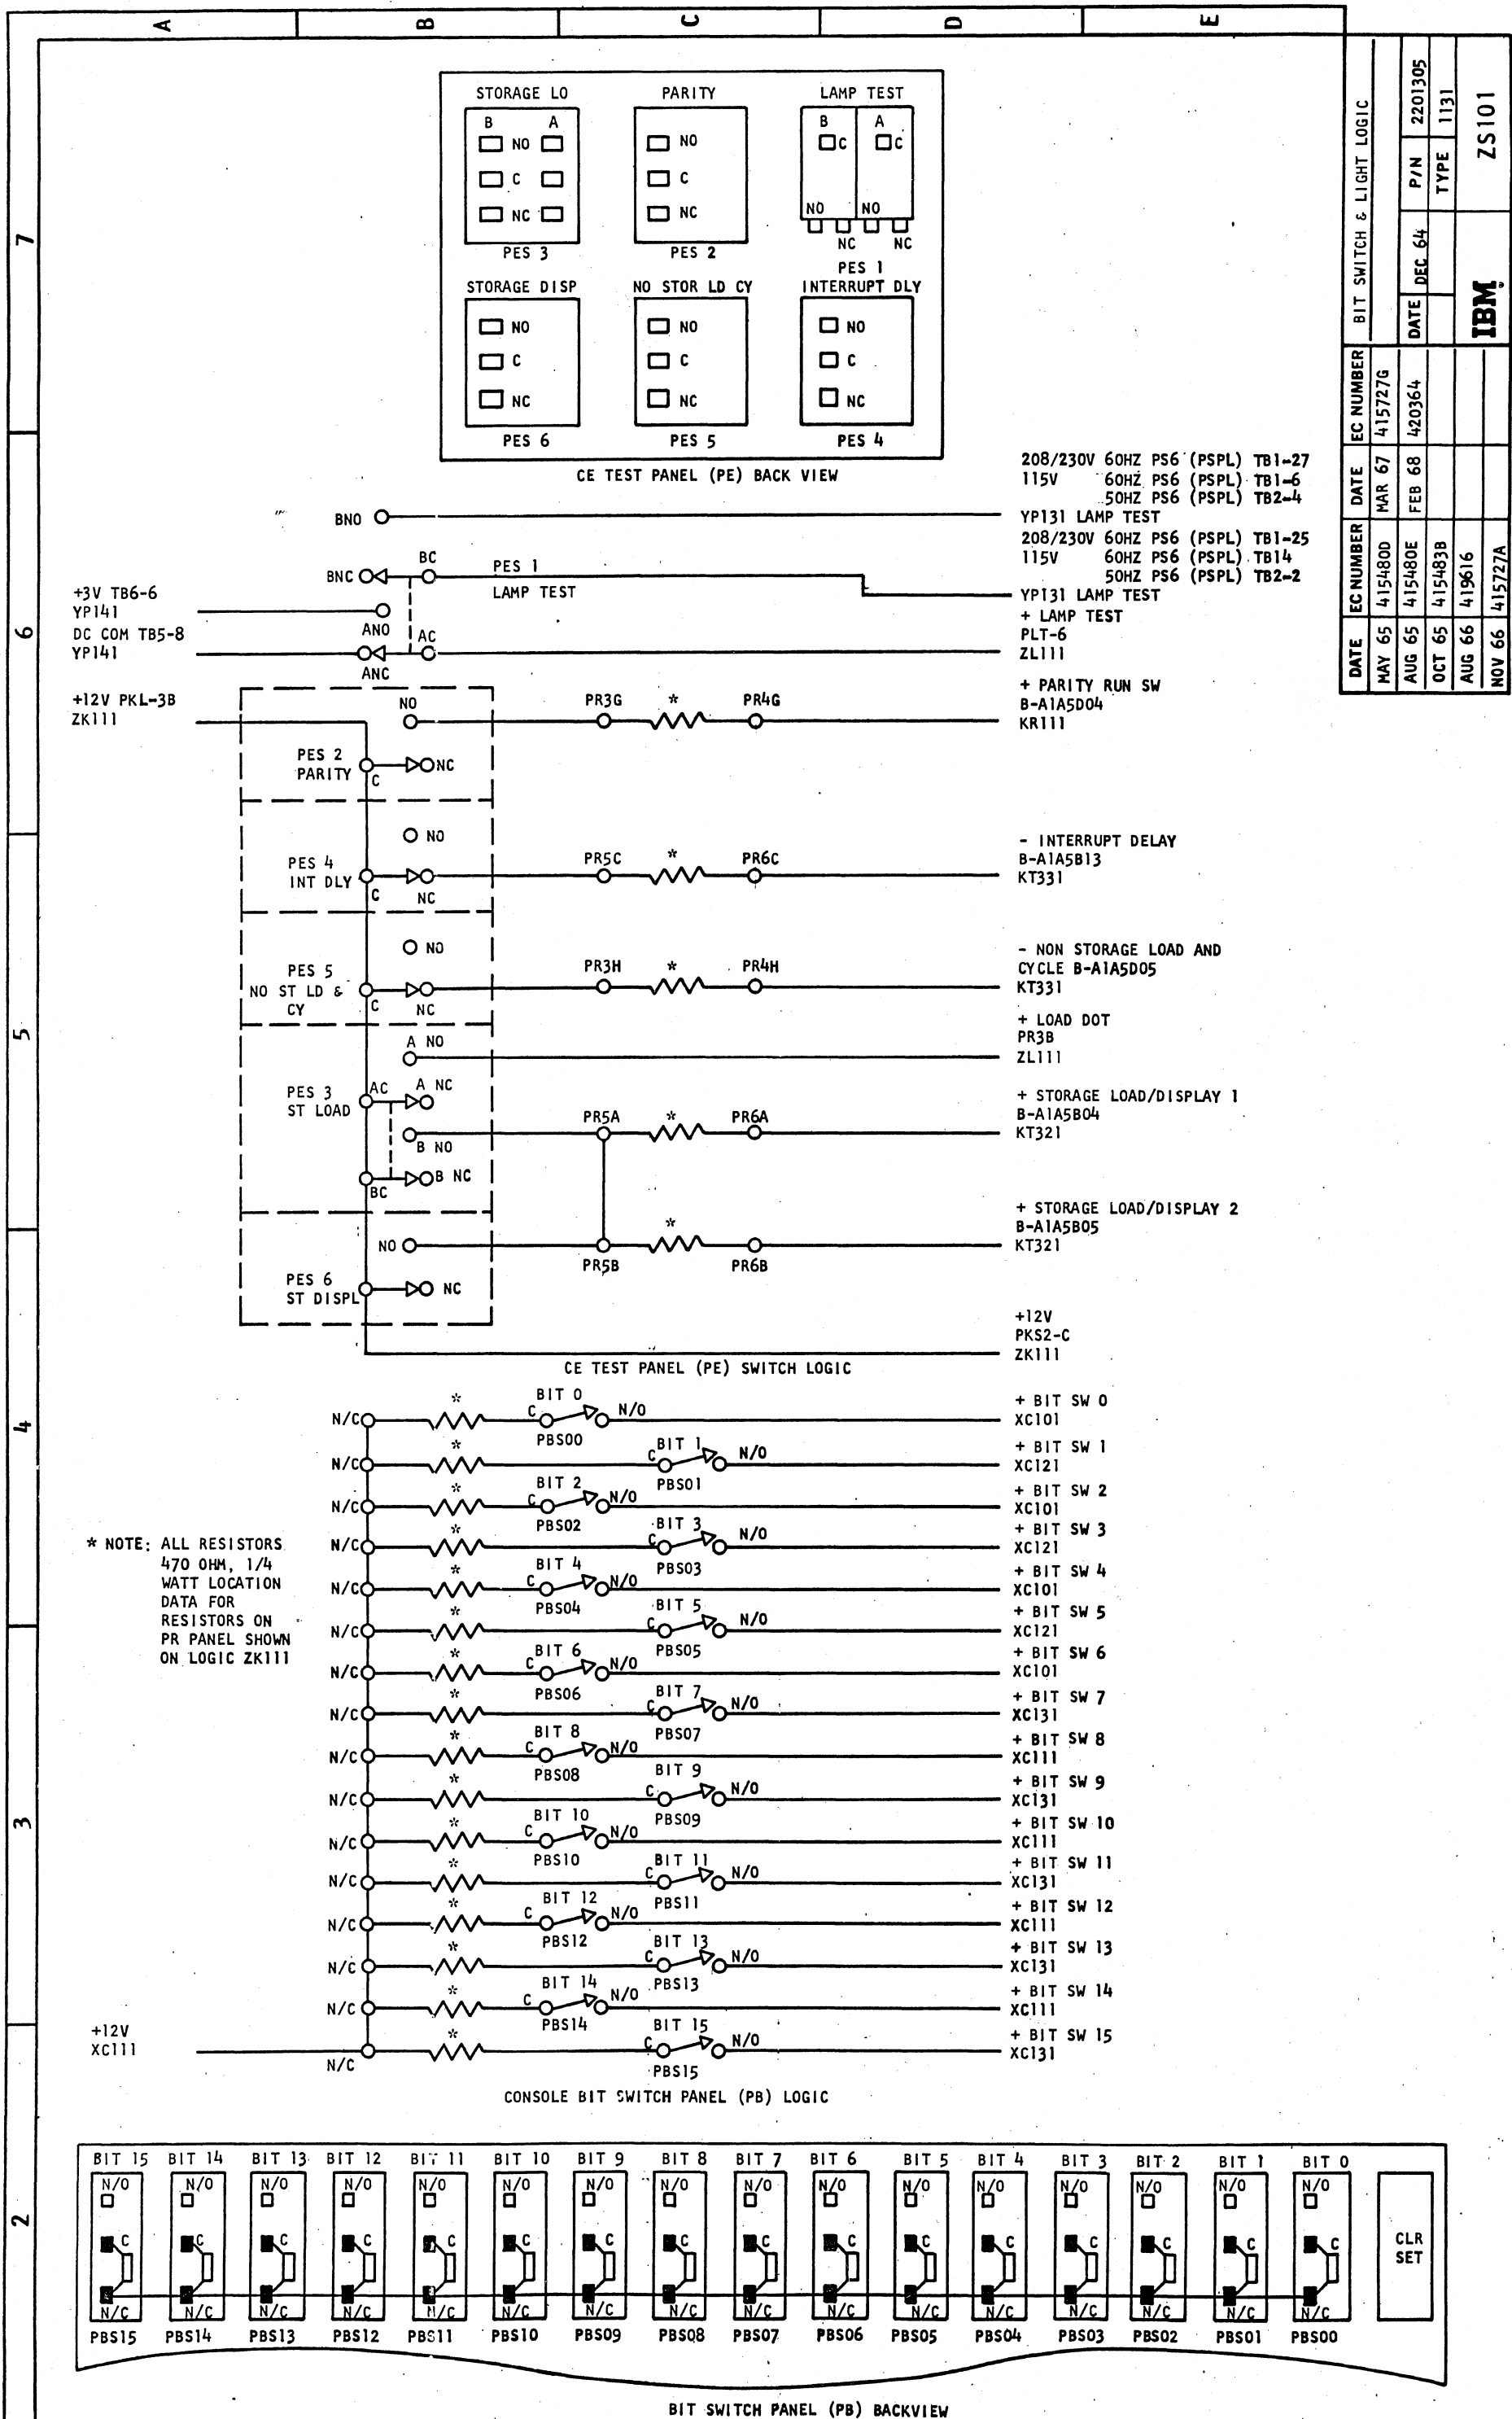 A B C D E
7
6
5
4
3
2
BIT SWITCH & LIGHT LOGIC
DATE DEC 64 P/N 2201305
TYPE 1131
IBM ZS101
DATE EC NUMBER DATE EC NUMBER
MAY 65 415480D MAR 67 415727G
AUG 65 415480E FEB 68 420364
OCT 65 415483B
AUG 66 419616
NOV 66 415727A
STORAGE LO PARITY LAMP TEST
B A B A
NO NO C C
C C
NC NC NO NO
NC NC
PES 3 PES 2 PES 1
STORAGE DISP NO STOR LD CY INTERRUPT DLY
NO NO NO
C C C
NC NC NC
PES 6 PES 5 PES 4
CE TEST PANEL (PE) BACK VIEW
208/230V 60HZ PS6 (PSPL) TB1-27
115V 60HZ PS6 (PSPL) TB1-6
50HZ PS6 (PSPL) TB2-4
BNO YP131 LAMP TEST
208/230V 60HZ PS6 (PSPL) TB1-25
115V 60HZ PS6 (PSPL) TB14
50HZ PS6 (PSPL) TB2-2
BNC BC PES 1
LAMP TEST YP131 LAMP TEST
+3V TB6-6
YP141
ANO
DC COM TB5-8
YP141
AC
ANC
+ LAMP TEST
PLT-6
ZL111
+12V PKL-3B
ZK111
NO PR3G * PR4G
+ PARITY RUN SW
B-A1A5D04
KR111
PES 2
PARITY C NC
NO
PES 4
INT DLY C NC
PR5C * PR6C
- INTERRUPT DELAY
B-A1A5B13
KT331
NO
PES 5
NO ST LD &
CY C NC
PR3H * PR4H
- NON STORAGE LOAD AND
CYCLE B-A1A5D05
KT331
A NO
+ LOAD DOT
PR3B
ZL111
PES 3
ST LOAD AC A NC
B NO
BC B NC
PR5A * PR6A
+ STORAGE LOAD/DISPLAY 1
B-A1A5B04
KT321
NO PR5B * PR6B
+ STORAGE LOAD/DISPLAY 2
B-A1A5B05
KT321
PES 6
ST DISPL NC
+12V
PKS2-C
ZK111
CE TEST PANEL (PE) SWITCH LOGIC
N/C * C BIT 0 N/O PBS00 + BIT SW 0 XC101
N/C * C BIT 1 N/O PBS01 + BIT SW 1 XC121
N/C * C BIT 2 N/O PBS02 + BIT SW 2 XC101
N/C * C BIT 3 N/O PBS03 + BIT SW 3 XC121
N/C * C BIT 4 N/O PBS04 + BIT SW 4 XC101
N/C * C BIT 5 N/O PBS05 + BIT SW 5 XC121
N/C * C BIT 6 N/O PBS06 + BIT SW 6 XC101
N/C * C BIT 7 N/O PBS07 + BIT SW 7 XC131
N/C * C BIT 8 N/O PBS08 + BIT SW 8 XC111
N/C * C BIT 9 N/O PBS09 + BIT SW 9 XC131
N/C * C BIT 10 N/O PBS10 + BIT SW 10 XC111
N/C * C BIT 11 N/O PBS11 + BIT SW 11 XC131
N/C * C BIT 12 N/O PBS12 + BIT SW 12 XC111
N/C * C BIT 13 N/O PBS13 + BIT SW 13 XC131
N/C * C BIT 14 N/O PBS14 + BIT SW 14 XC111
N/C * C BIT 15 N/O PBS15 + BIT SW 15 XC131
* NOTE: ALL RESISTORS
470 OHM, 1/4
WATT LOCATION
DATA FOR
RESISTORS ON
PR PANEL SHOWN
ON LOGIC ZK111
+12V
XC111
CONSOLE BIT SWITCH PANEL (PB) LOGIC
BIT 15 BIT 14 BIT 13 BIT 12 BIT 11 BIT 10 BIT 9 BIT 8 BIT 7 BIT 6 BIT 5 BIT 4 BIT 3 BIT 2 BIT 1 BIT 0
N/O N/O N/O N/O N/O N/O N/O N/O N/O N/O N/O N/O N/O N/O N/O N/O
C C C C C C C C C C C C C C C C
CLR
SET
N/C N/C N/C N/C N/C N/C N/C N/C N/C N/C N/C N/C N/C N/C N/C N/C
PBS15 PBS14 PBS13 PBS12 PBS11 PBS10 PBS09 PBS08 PBS07 PBS06 PBS05 PBS04 PBS03 PBS02 PBS01 PBS00
BIT SWITCH PANEL (PB) BACKVIEW